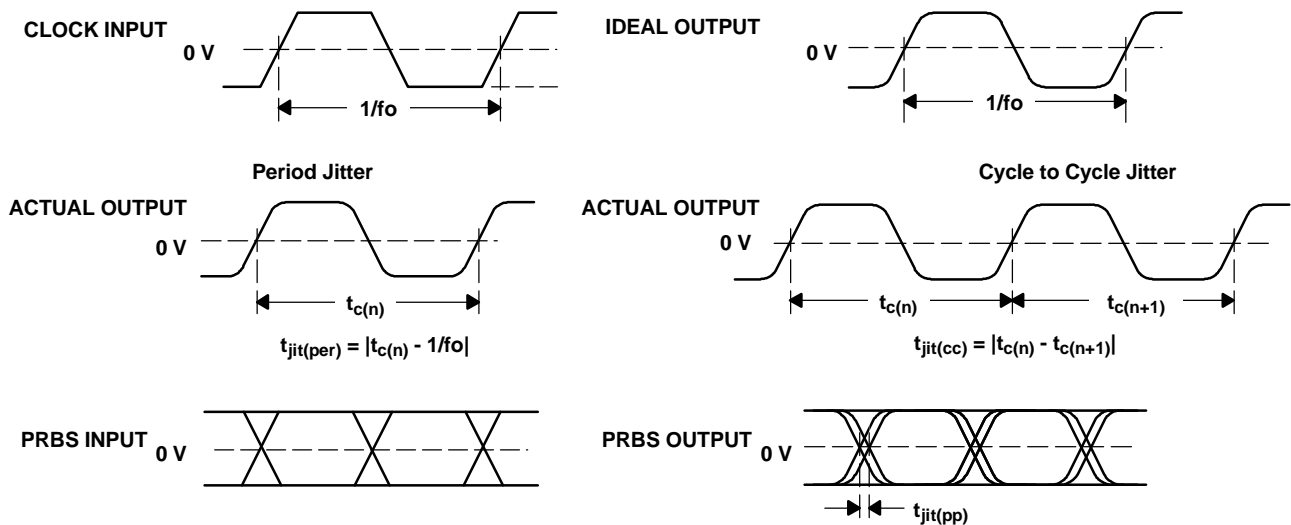 CLOCK INPUT
0 V
1/fo
IDEAL OUTPUT
0 V
1/fo
Period Jitter
ACTUAL OUTPUT
0 V
tc(n)
tjit(per) = |tc(n) - 1/fo|
Cycle to Cycle Jitter
ACTUAL OUTPUT
0 V
tc(n)
tc(n+1)
tjit(cc) = |tc(n) - tc(n+1)|
PRBS INPUT
0 V
PRBS OUTPUT
0 V
tjit(pp)